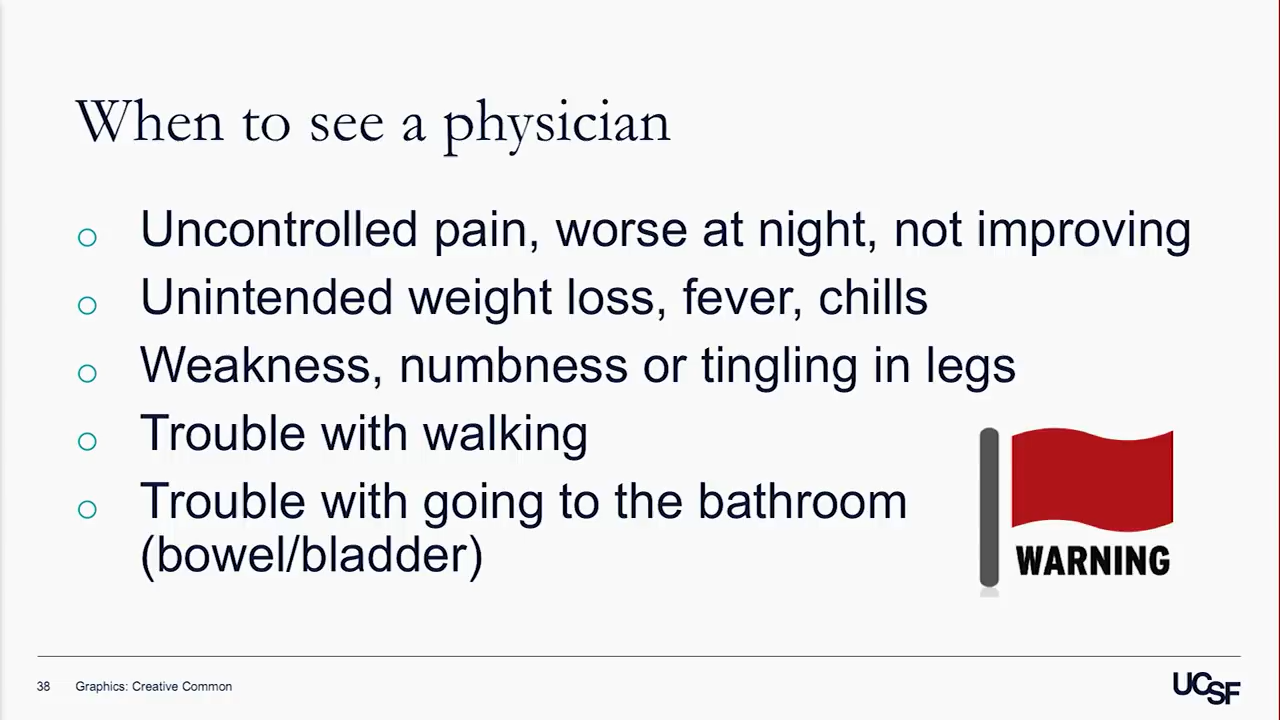 When to see a physician
Uncontrolled pain, worse at night, not improving
Unintended weight loss, fever, chills
Weakness, numbness or tingling in legs
Trouble with walking
Trouble with going to the bathroom
(bowel/bladder)
WARNING
38 Graphics: Creative Common
UCSF